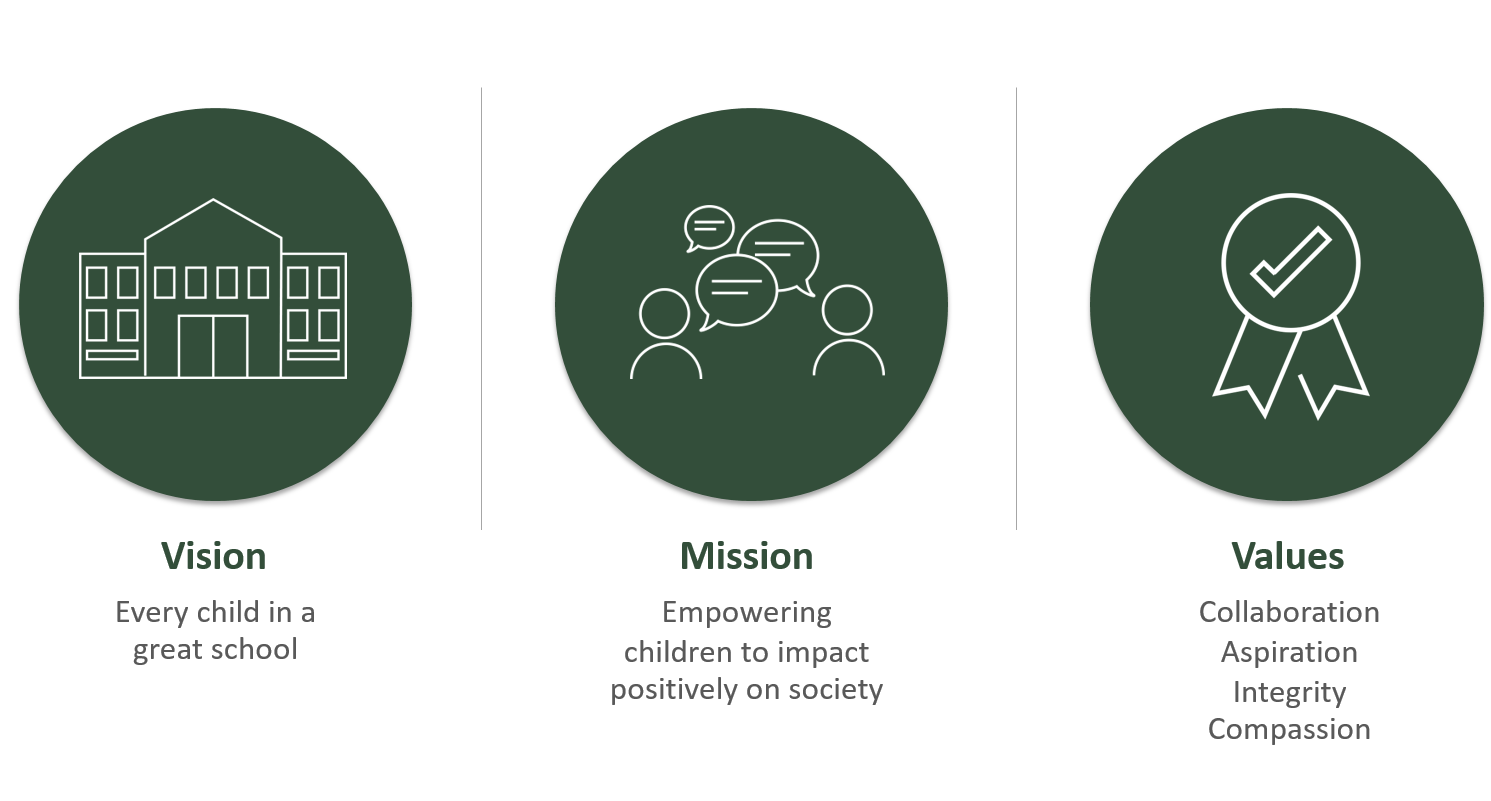 Vision
Every child in a
great school
Mission
Empowering
children to impact
positively on society
Values
Collaboration
Aspiration
Integrity
Compassion